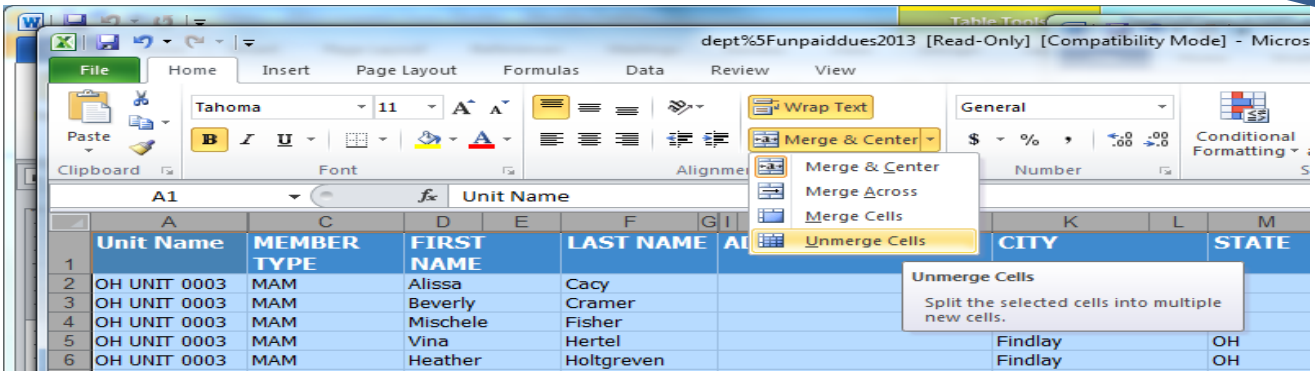 Table Tools
dept%5Funpaiddues2013 [Read-Only] [Compatibility Mode] - Micros
File Home Insert Page Layout Formulas Data Review View
Tahoma 11 Wrap Text General
Paste B I U Merge & Center $ % , Conditional
Formatting
Clipboard Font Alignme Number
Merge & Center
Merge Across
Merge Cells
Unmerge Cells
A1 fx Unit Name
A C D E F G I K L M
1 Unit Name MEMBER TYPE FIRST NAME LAST NAME CITY STATE
Unmerge Cells
Split the selected cells into multiple
new cells.
2 OH UNIT 0003 MAM Alissa Cacy
3 OH UNIT 0003 MAM Beverly Cramer
4 OH UNIT 0003 MAM Mischele Fisher
5 OH UNIT 0003 MAM Vina Hertel Findlay OH
6 OH UNIT 0003 MAM Heather Holtgreven Findlay OH